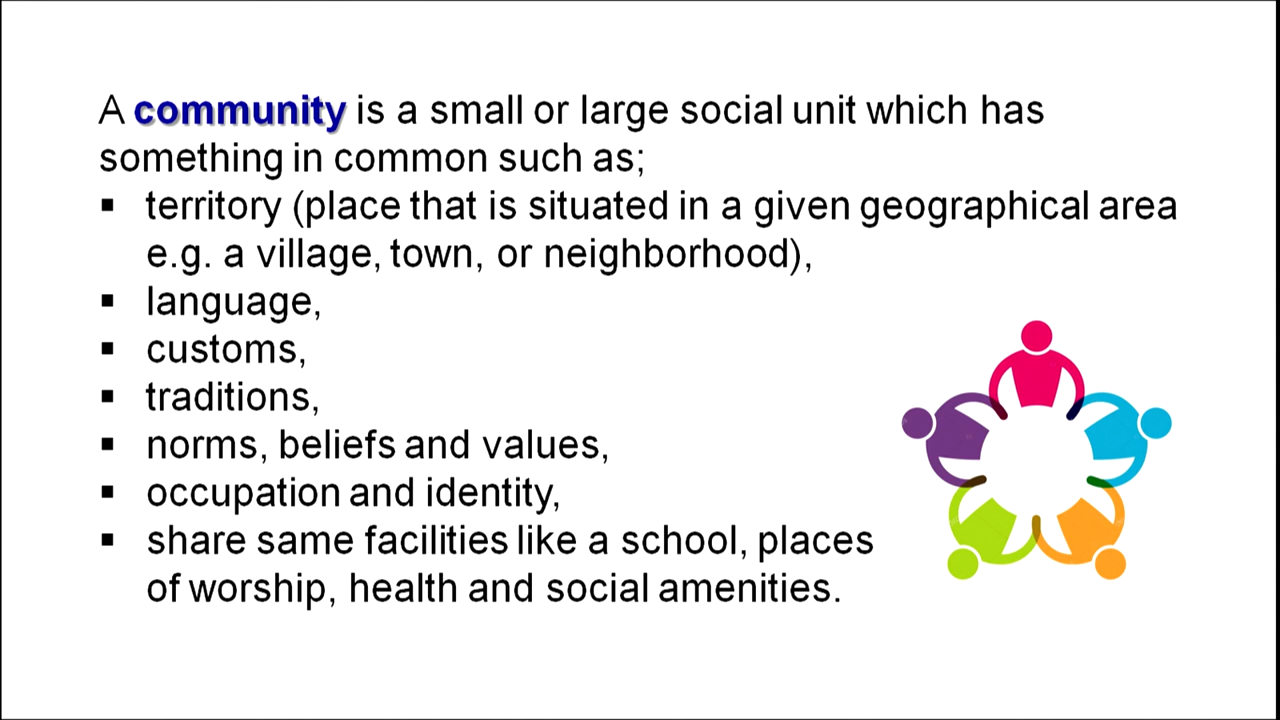 A community is a small or large social unit which has
something in common such as;
▪ territory (place that is situated in a given geographical area
e.g. a village, town, or neighborhood),
▪ language,
▪ customs,
▪ traditions,
▪ norms, beliefs and values,
▪ occupation and identity,
▪ share same facilities like a school, places
of worship, health and social amenities.